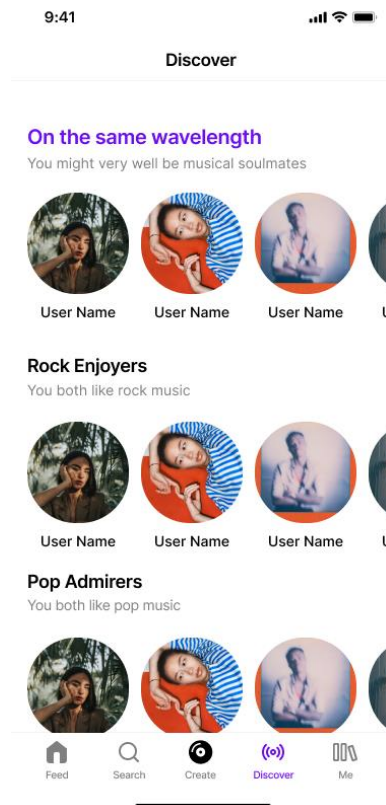 9:41
Discover
On the same wavelength
You might very well be musical soulmates
User Name User Name User Name
Rock Enjoyers
You both like rock music
User Name User Name User Name
Pop Admirers
You both like pop music
Feed Search Create Discover Me